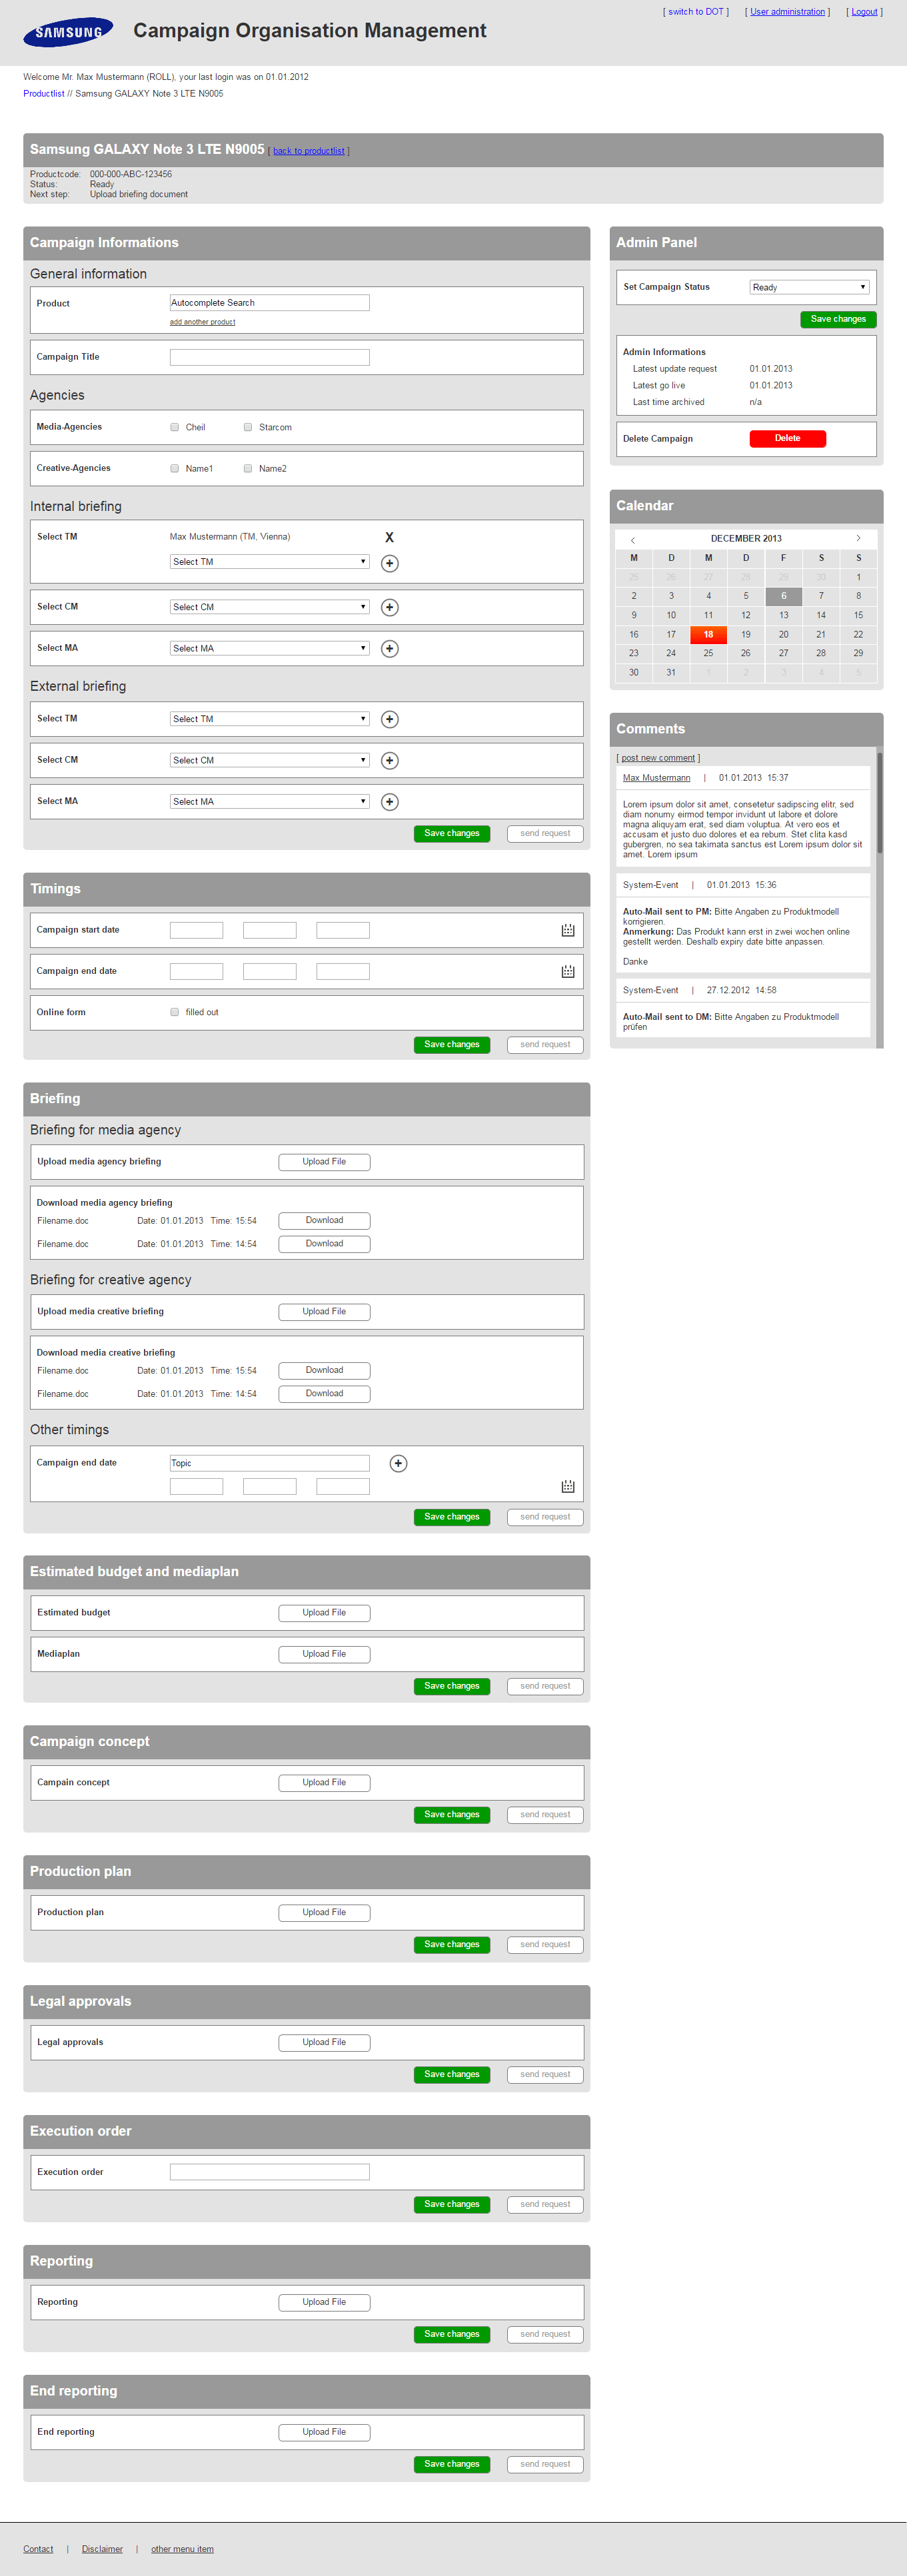 [ switch to DOT ] [ User administration ] [ Logout ]
SAMSUNG Campaign Organisation Management
Welcome Mr. Max Mustermann (ROLL), your last login was on 01.01.2012
Productlist // Samsung GALAXY Note 3 LTE N9005
Samsung GALAXY Note 3 LTE N9005 [ back to productlist ]
Productcode: 000-000-ABC-123456
Status: Ready
Next step: Upload briefing document
Campaign Informations
General information
Product Autocomplete Search
add another product
Campaign Title
Agencies
Media-Agencies Cheil Starcom
Creative-Agencies Name1 Name2
Internal briefing
Select TM Max Mustermann (TM, Vienna) X
Select TM
Select CM Select CM
Select MA Select MA
External briefing
Select TM Select TM
Select CM Select CM
Select MA Select MA
Save changes send request
Timings
Campaign start date
Campaign end date
Online form filled out
Save changes send request
Briefing
Briefing for media agency
Upload media agency briefing Upload File
Download media agency briefing
Filename.doc Date: 01.01.2013 Time: 15:54 Download
Filename.doc Date: 01.01.2013 Time: 14:54 Download
Briefing for creative agency
Upload media creative briefing Upload File
Download media creative briefing
Filename.doc Date: 01.01.2013 Time: 15:54 Download
Filename.doc Date: 01.01.2013 Time: 14:54 Download
Other timings
Campaign end date Topic
Save changes send request
Estimated budget and mediaplan
Estimated budget Upload File
Mediaplan Upload File
Save changes send request
Campaign concept
Campain concept Upload File
Save changes send request
Production plan
Production plan Upload File
Save changes send request
Legal approvals
Legal approvals Upload File
Save changes send request
Execution order
Execution order
Save changes send request
Reporting
Reporting Upload File
Save changes send request
End reporting
End reporting Upload File
Save changes send request
Admin Panel
Set Campaign Status Ready
Save changes
Admin Informations
Latest update request 01.01.2013
Latest go live 01.01.2013
Last time archived n/a
Delete Campaign Delete
Calendar
DECEMBER 2013
M D M D F S S
25 26 27 28 29 30 1
2 3 4 5 6 7 8
9 10 11 12 13 14 15
16 17 18 19 20 21 22
23 24 25 26 27 28 29
30 31 1 2 3 4 5
Comments
[ post new comment ]
Max Mustermann | 01.01.2013 15:37
Lorem ipsum dolor sit amet, consetetur sadipscing elitr, sed
diam nonumy eirmod tempor invidunt ut labore et dolore
magna aliquyam erat, sed diam voluptua. At vero eos et
accusam et justo duo dolores et ea rebum. Stet clita kasd
gubergren, no sea takimata sanctus est Lorem ipsum dolor sit
amet. Lorem ipsum
System-Event | 01.01.2013 15:36
Auto-Mail sent to PM: Bitte Angaben zu Produktmodell
korrigieren.
Anmerkung: Das Produkt kann erst in zwei wochen online
gestellt werden. Deshalb expiry date bitte anpassen.
Danke
System-Event | 27.12.2012 14:58
Auto-Mail sent to DM: Bitte Angaben zu Produktmodell
prüfen
Contact | Disclaimer | other menu item